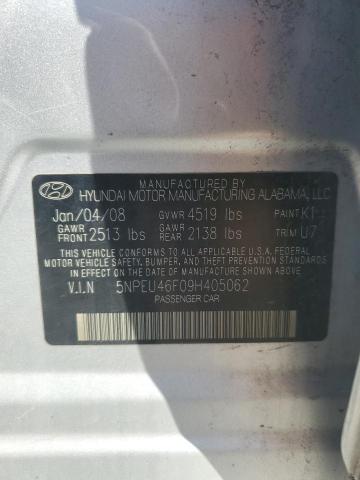 MANUFACTURED BY
HYUNDAI MOTOR MANUFACTURING ALABAMA, LLC
Jan/04/08 GVWR 4519 lbs PAINT
GAWR FRONT 2513 lbs GAWR REAR 2138 lbs TRIM U7
THIS VEHICLE CONFORMS TO ALL APPLICABLE U.S.A. FEDERAL
MOTOR VEHICLE SAFETY, BUMPER, AND THEFT PREVENTION
STANDARDS IN EFFECT ON THE DATE OF MANUFACTURE SHOWN ABOVE.
V.I.N 5NPEU46F09H405062
PASSENGER CAR